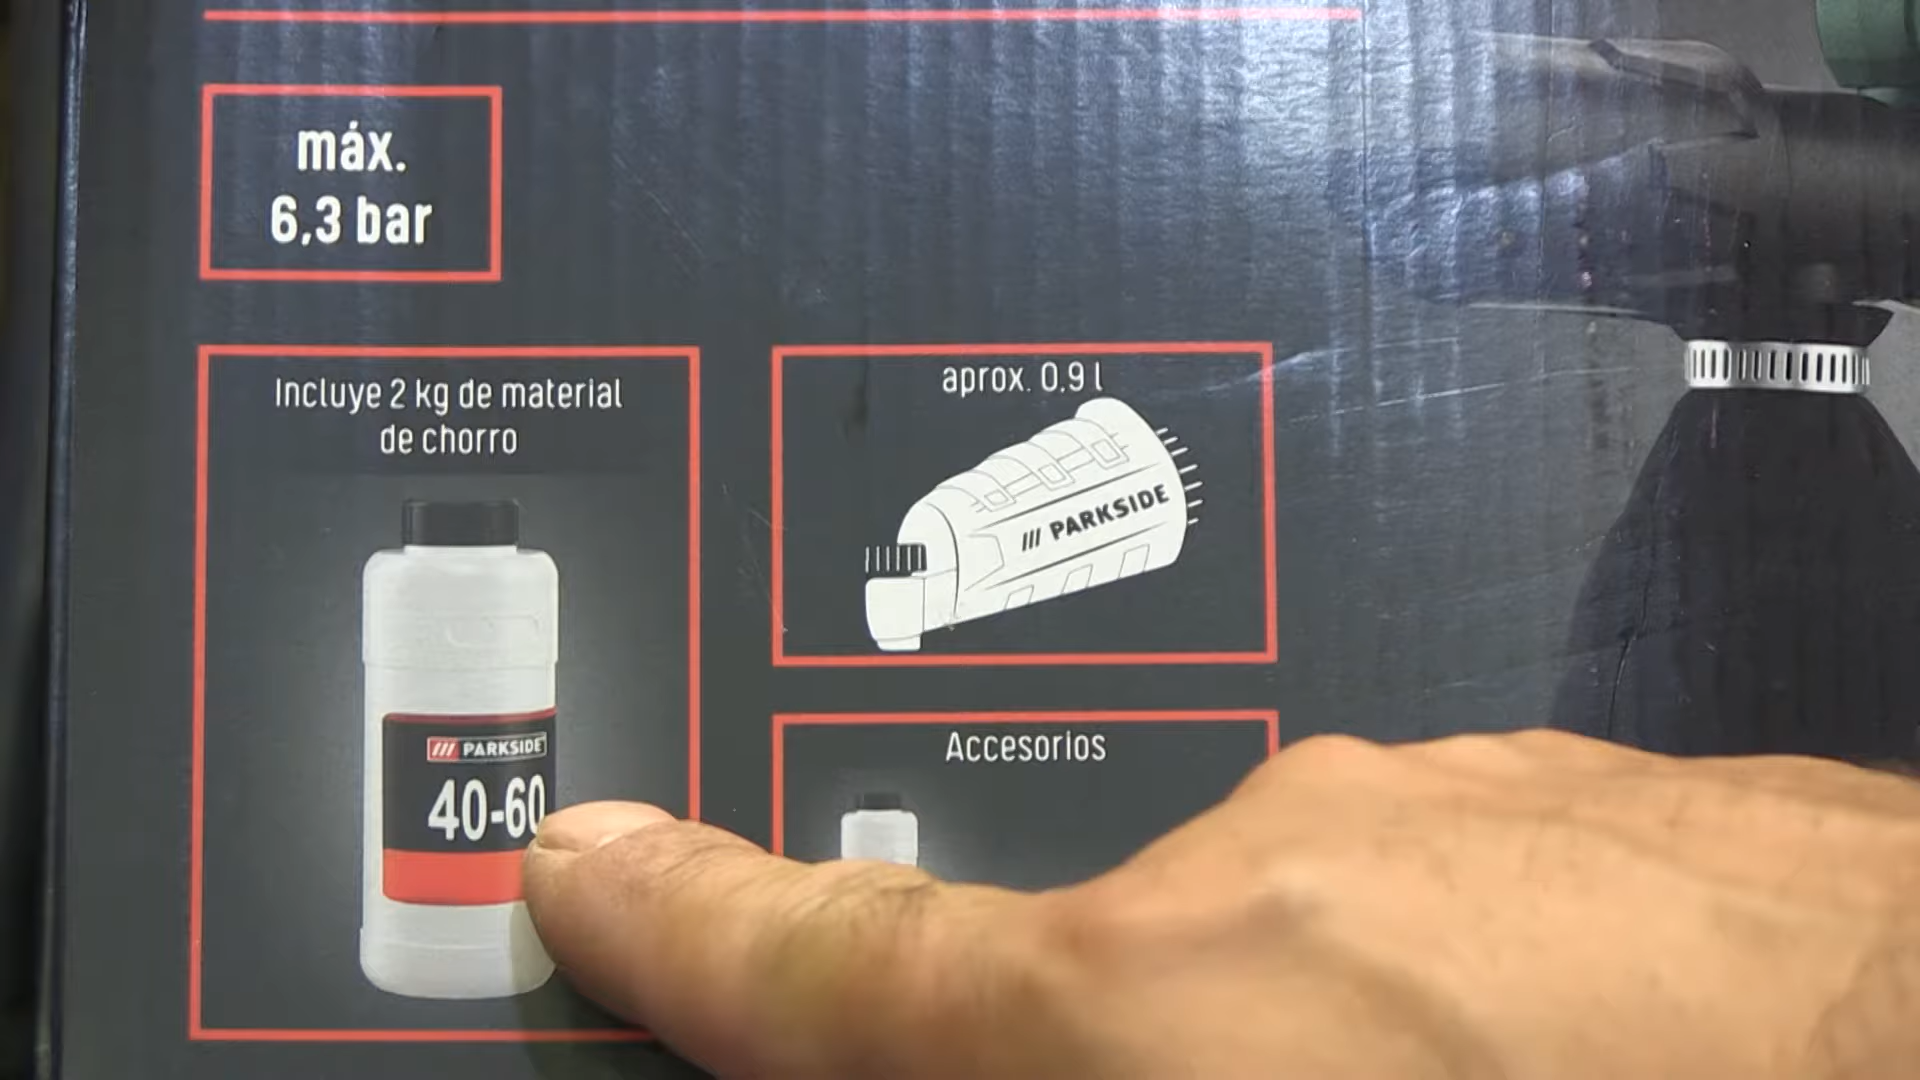 máx.
6,3 bar
Incluye 2 kg de material
de chorro
aprox. 0,9 l
/// PARKSIDE
Accesorios
/// PARKSIDE
40-60